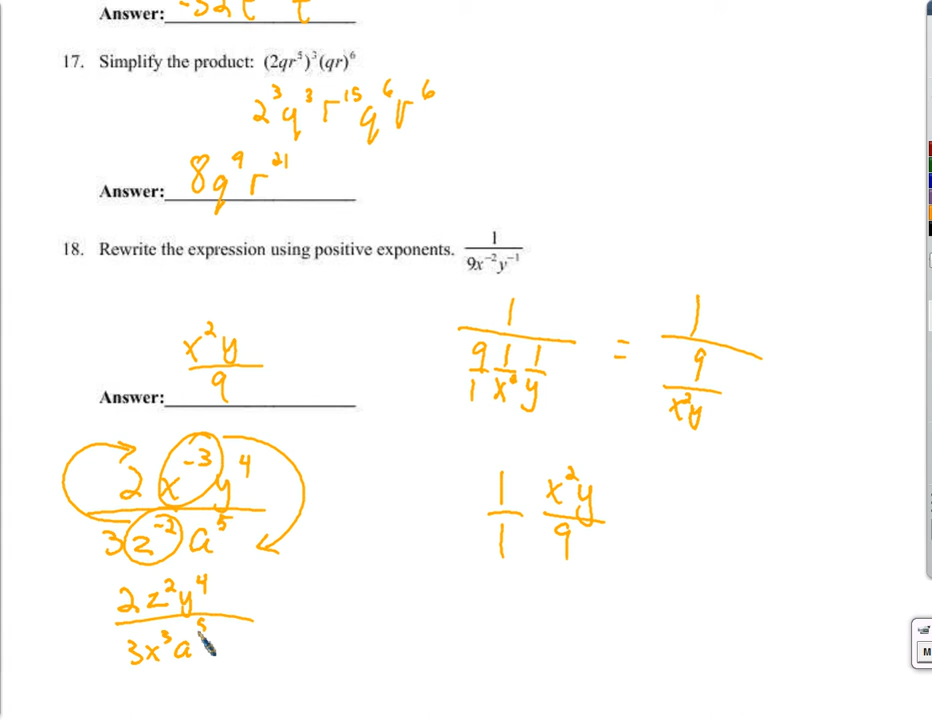 Answer: -32t t
17. Simplify the product: (2qr⁵)³(qr)⁶
2³q³r¹⁵q⁶r⁶
Answer: 8q⁹r²¹
18. Rewrite the expression using positive exponents. 1/(9x⁻²y⁻¹)
1/((9/1)(1/x²)(1/y)) = 1/(9/(x²y))
Answer: x²y/9
2x⁻³y⁴/(3z⁻²a⁵)
(1/1)(x²y/9)
2z²y⁴/(3x³a⁵)
M